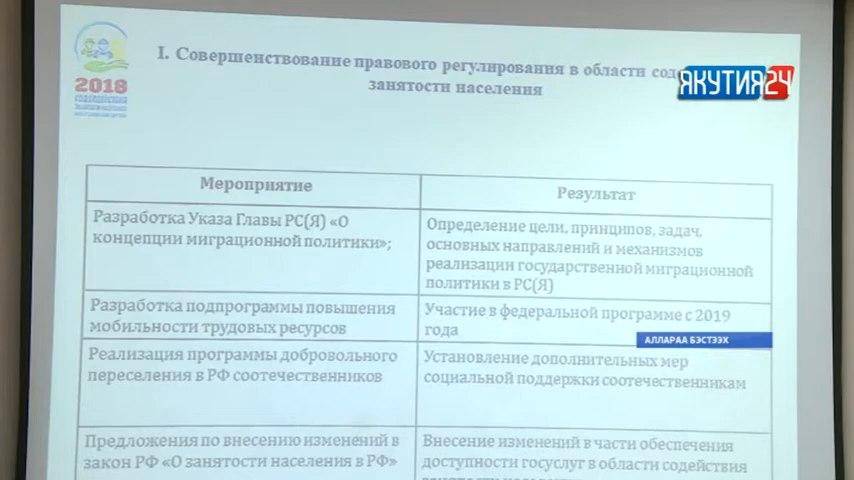 I. Совершенствование правового регулирования в области
занятости населения
ЯКУТИЯ24
2018
Мероприятие
Результат
Разработка Указа Главы РС(Я) «О
концепции миграционной политики»;
Определение цели, принципов, задач,
основных направлений и механизмов
реализации государственной миграционной
политики в РС(Я)
Разработка подпрограммы повышения
мобильности трудовых ресурсов
Участие в федеральной программе с 2019
года
АЛЛАРАА БЭСТЭЭХ
Реализация программы добровольного
переселения в РФ соотечественников
Установление дополнительных мер
социальной поддержки соотечественникам
Предложения по внесению изменений в
закон РФ «О занятости населения в РФ»
Внесение изменений в части обеспечения
доступности госуслуг в области содействия